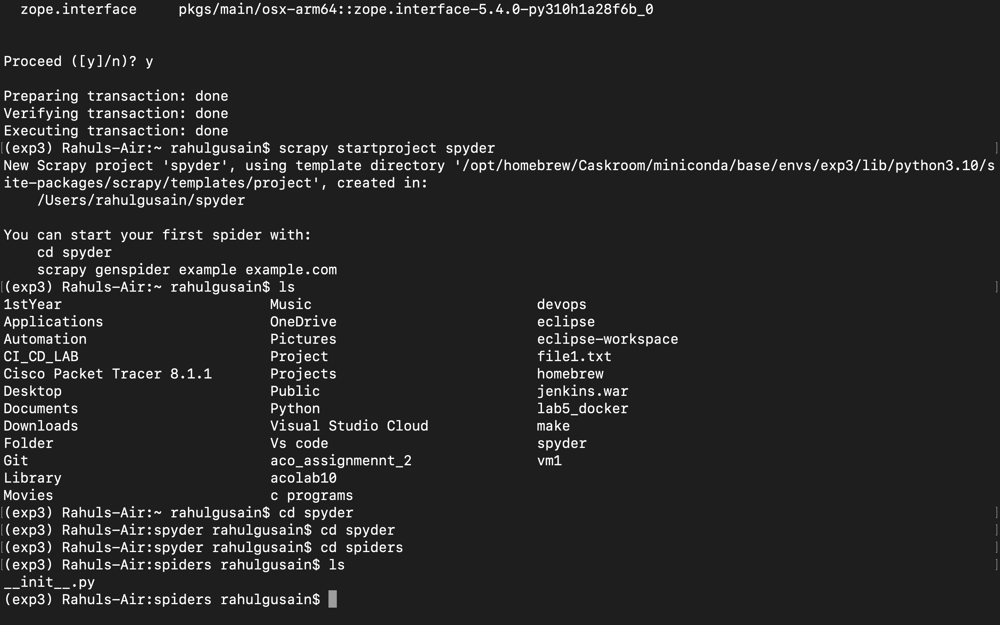 zope.interface     pkgs/main/osx-arm64::zope.interface-5.4.0-py310h1a28f6b_0
Proceed ([y]/n)? y
Preparing transaction: done
Verifying transaction: done
Executing transaction: done
[(exp3) Rahuls-Air:~ rahulgusain$ scrapy startproject spyder ]
New Scrapy project 'spyder', using template directory '/opt/homebrew/Caskroom/miniconda/base/envs/exp3/lib/python3.10/s
ite-packages/scrapy/templates/project', created in:
    /Users/rahulgusain/spyder
You can start your first spider with:
    cd spyder
    scrapy genspider example example.com
[(exp3) Rahuls-Air:~ rahulgusain$ ls ]
1stYear                         Music                           devops
Applications                    OneDrive                        eclipse
Automation                      Pictures                        eclipse-workspace
CI_CD_LAB                       Project                         file1.txt
Cisco Packet Tracer 8.1.1       Projects                        homebrew
Desktop                         Public                          jenkins.war
Documents                       Python                          lab5_docker
Downloads                       Visual Studio Cloud             make
Folder                          Vs code                         spyder
Git                             aco_assignmennt_2               vm1
Library                         acolab10
Movies                          c programs
[(exp3) Rahuls-Air:~ rahulgusain$ cd spyder ]
[(exp3) Rahuls-Air:spyder rahulgusain$ cd spyder ]
[(exp3) Rahuls-Air:spyder rahulgusain$ cd spiders ]
[(exp3) Rahuls-Air:spiders rahulgusain$ ls ]
__init__.py
(exp3) Rahuls-Air:spiders rahulgusain$